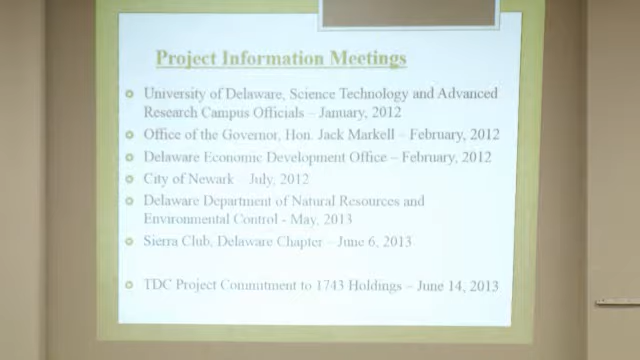 Project Information Meetings
University of Delaware, Science Technology and Advanced
Research Campus Officials – January, 2012
Office of the Governor, Hon. Jack Markell – February, 2012
Delaware Economic Development Office – February, 2012
City of Newark – July, 2012
Delaware Department of Natural Resources and
Environmental Control - May, 2013
Sierra Club, Delaware Chapter – June 6, 2013
TDC Project Commitment to 1743 Holdings – June 14, 2013